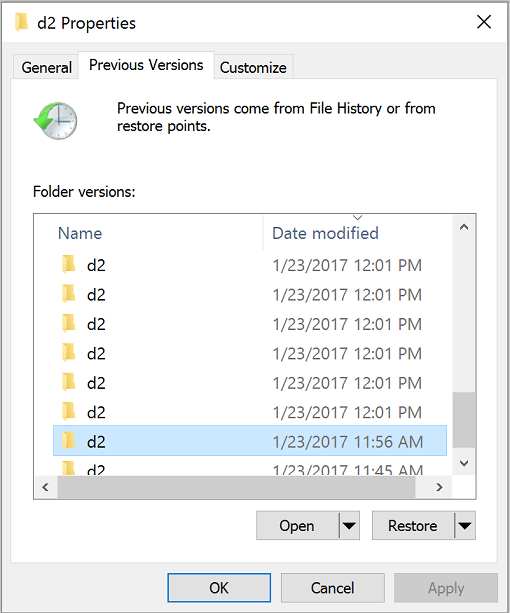 d2 Properties
General
Previous Versions
Customize
Previous versions come from File History or from
restore points.
Folder versions:
Name Date modified
d2 1/23/2017 12:01 PM
d2 1/23/2017 12:01 PM
d2 1/23/2017 12:01 PM
d2 1/23/2017 12:01 PM
d2 1/23/2017 12:01 PM
d2 1/23/2017 12:01 PM
d2 1/23/2017 11:56 AM
d2 1/23/2017 11:45 AM
Open
Restore
OK
Cancel
Apply